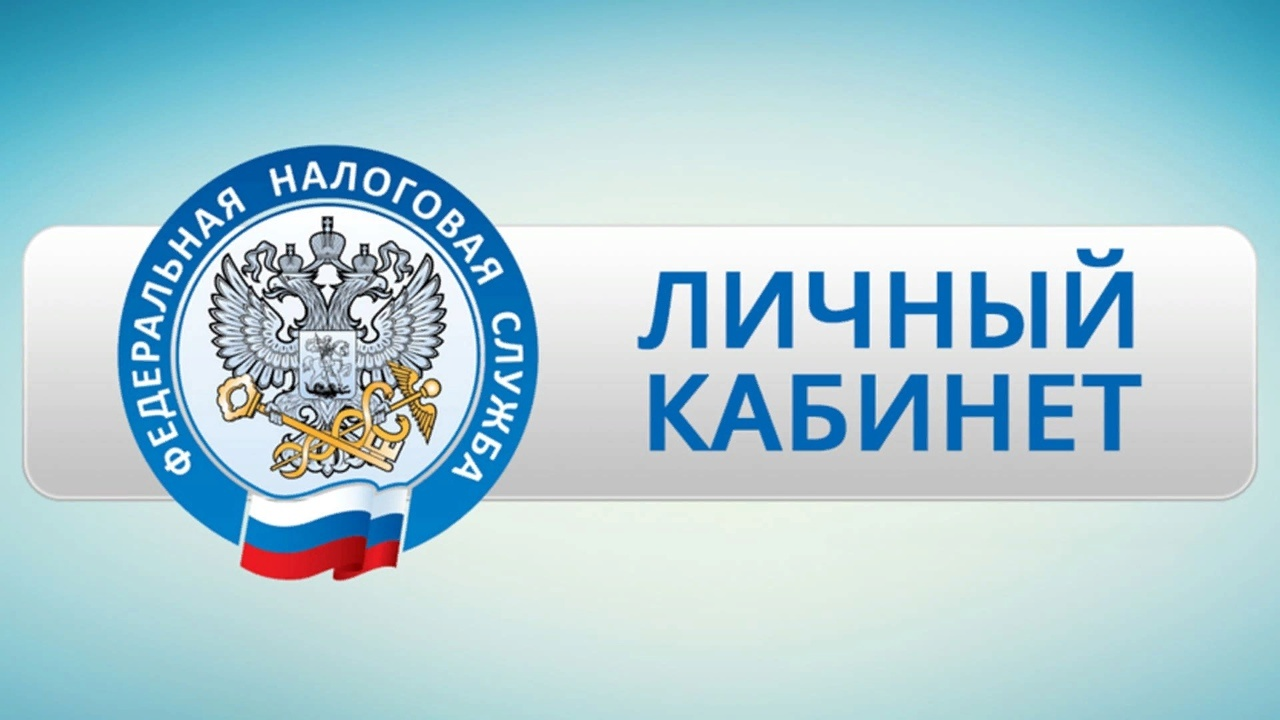 ФЕДЕРАЛЬНАЯ НАЛОГОВАЯ СЛУЖБА
ЛИЧНЫЙ
КАБИНЕТ